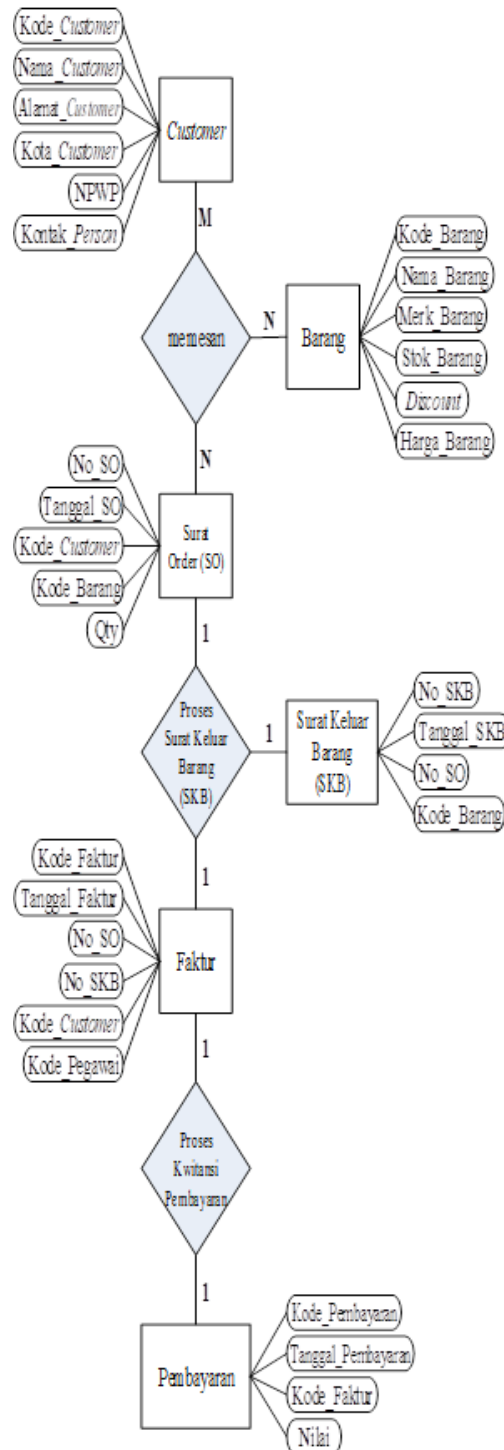 Kode_Customer
Nama_Customer
Alamat_Customer
Kota_Customer
NPWP
Kontak_Person
Customer
M
memesan
N
Barang
Kode_Barang
Nama_Barang
Merk_Barang
Stok_Barang
Discount
Harga_Barang
N
No_SO
Tanggal_SO
Kode_Customer
Kode_Barang
Qty
Surat
Order (SO)
1
Proses
Surat Keluar
Barang
(SKB)
1
Surat Keluar
Barang
(SKB)
No_SKB
Tanggal_SKB
No_SO
Kode_Barang
1
Kode_Faktur
Tanggal_Faktur
No_SO
No_SKB
Kode_Customer
Kode_Pegawai
Faktur
1
Proses
Kwitansi
Pembayaran
1
Pembayaran
Kode_Pembayaran
Tanggal_Pembayaran
Kode_Faktur
Nilai